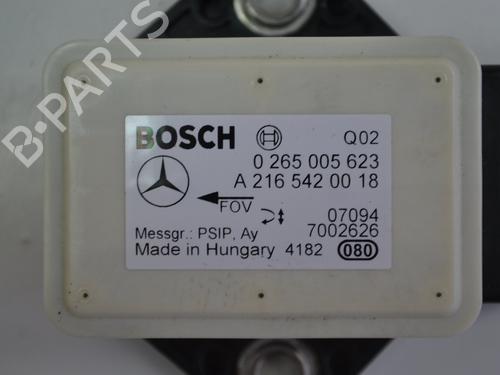 B-PARTS
BOSCH Q02
0 265 005 623
A 216 542 00 18
FOV
07094
Messgr.: PSIP, Ay 7002626
Made in Hungary 4182 080